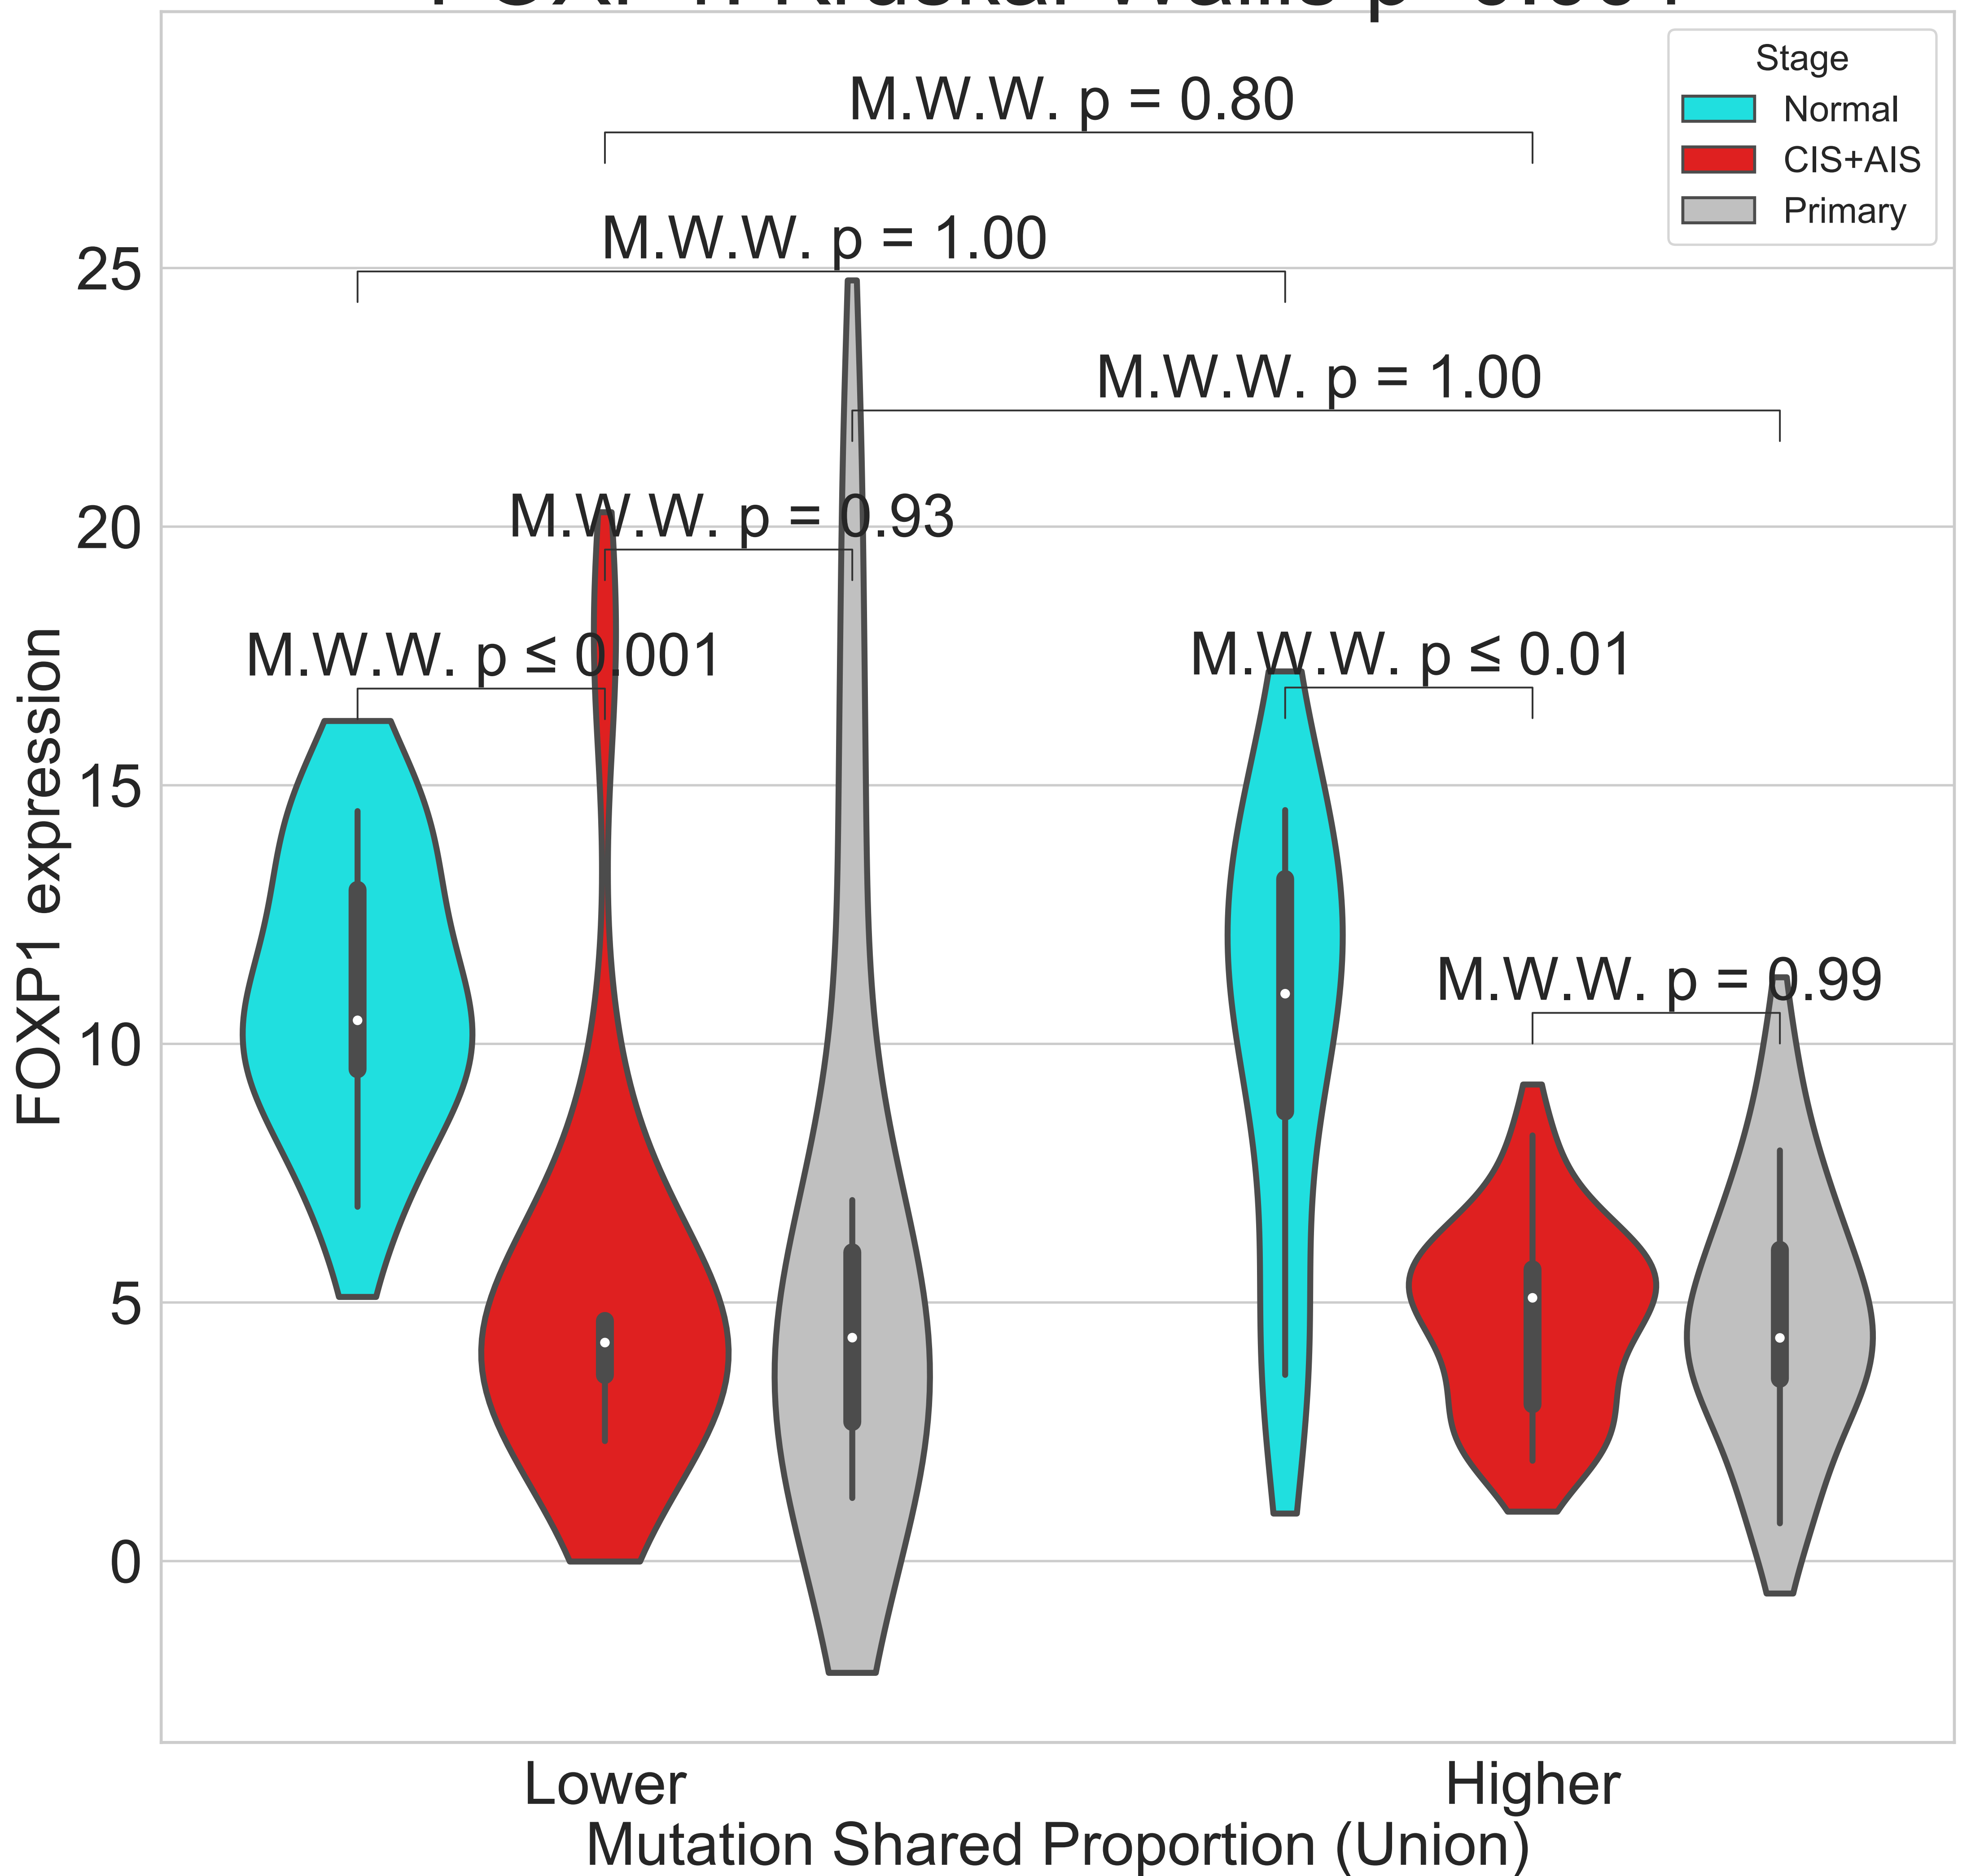 Stage
Normal
CIS+AIS
Primary
M.W.W. p = 0.80
M.W.W. p = 1.00
M.W.W. p = 1.00
M.W.W. p = 0.93
M.W.W. p ≤ 0.001
M.W.W. p ≤ 0.01
M.W.W. p = 0.99
25
20
15
10
5
0
FOXP1 expression
Lower
Higher
Mutation Shared Proportion (Union)